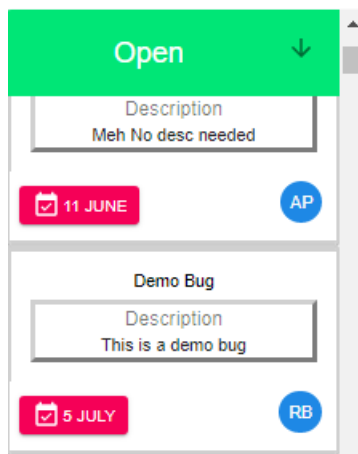 Open
Description
Meh No desc needed
11 JUNE
AP
Demo Bug
Description
This is a demo bug
5 JULY
RB